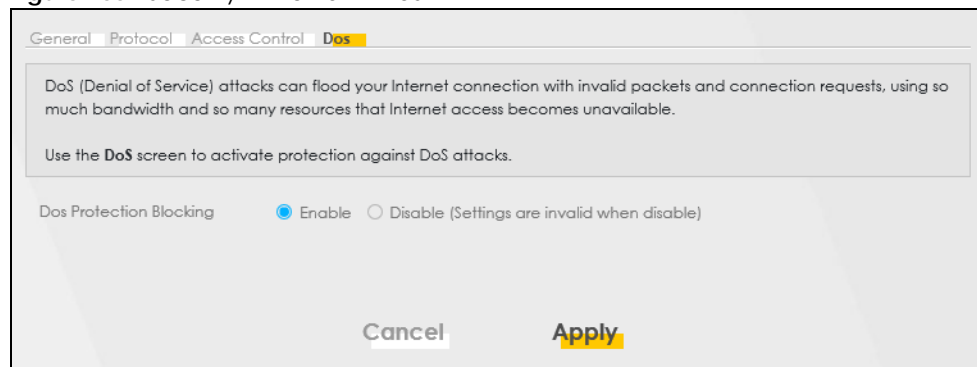 General Protocol Access Control Dos
DoS (Denial of Service) attacks can flood your Internet connection with invalid packets and connection requests, using so
much bandwidth and so many resources that Internet access becomes unavailable.
Use the DoS screen to activate protection against DoS attacks.
Dos Protection Blocking Enable Disable (Settings are invalid when disable)
Cancel Apply